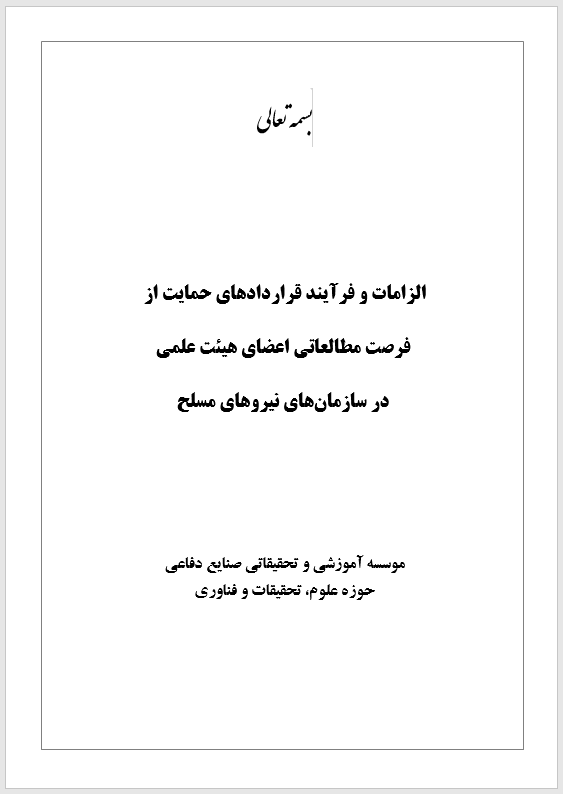 بسمه تعالی
الزامات و فرآیند قراردادهای حمایت از
فرصت مطالعاتی اعضای هیئت علمی
در سازمان‌های نیروهای مسلح
موسسه آموزشی و تحقیقاتی صنایع دفاعی
حوزه علوم، تحقیقات و فناوری